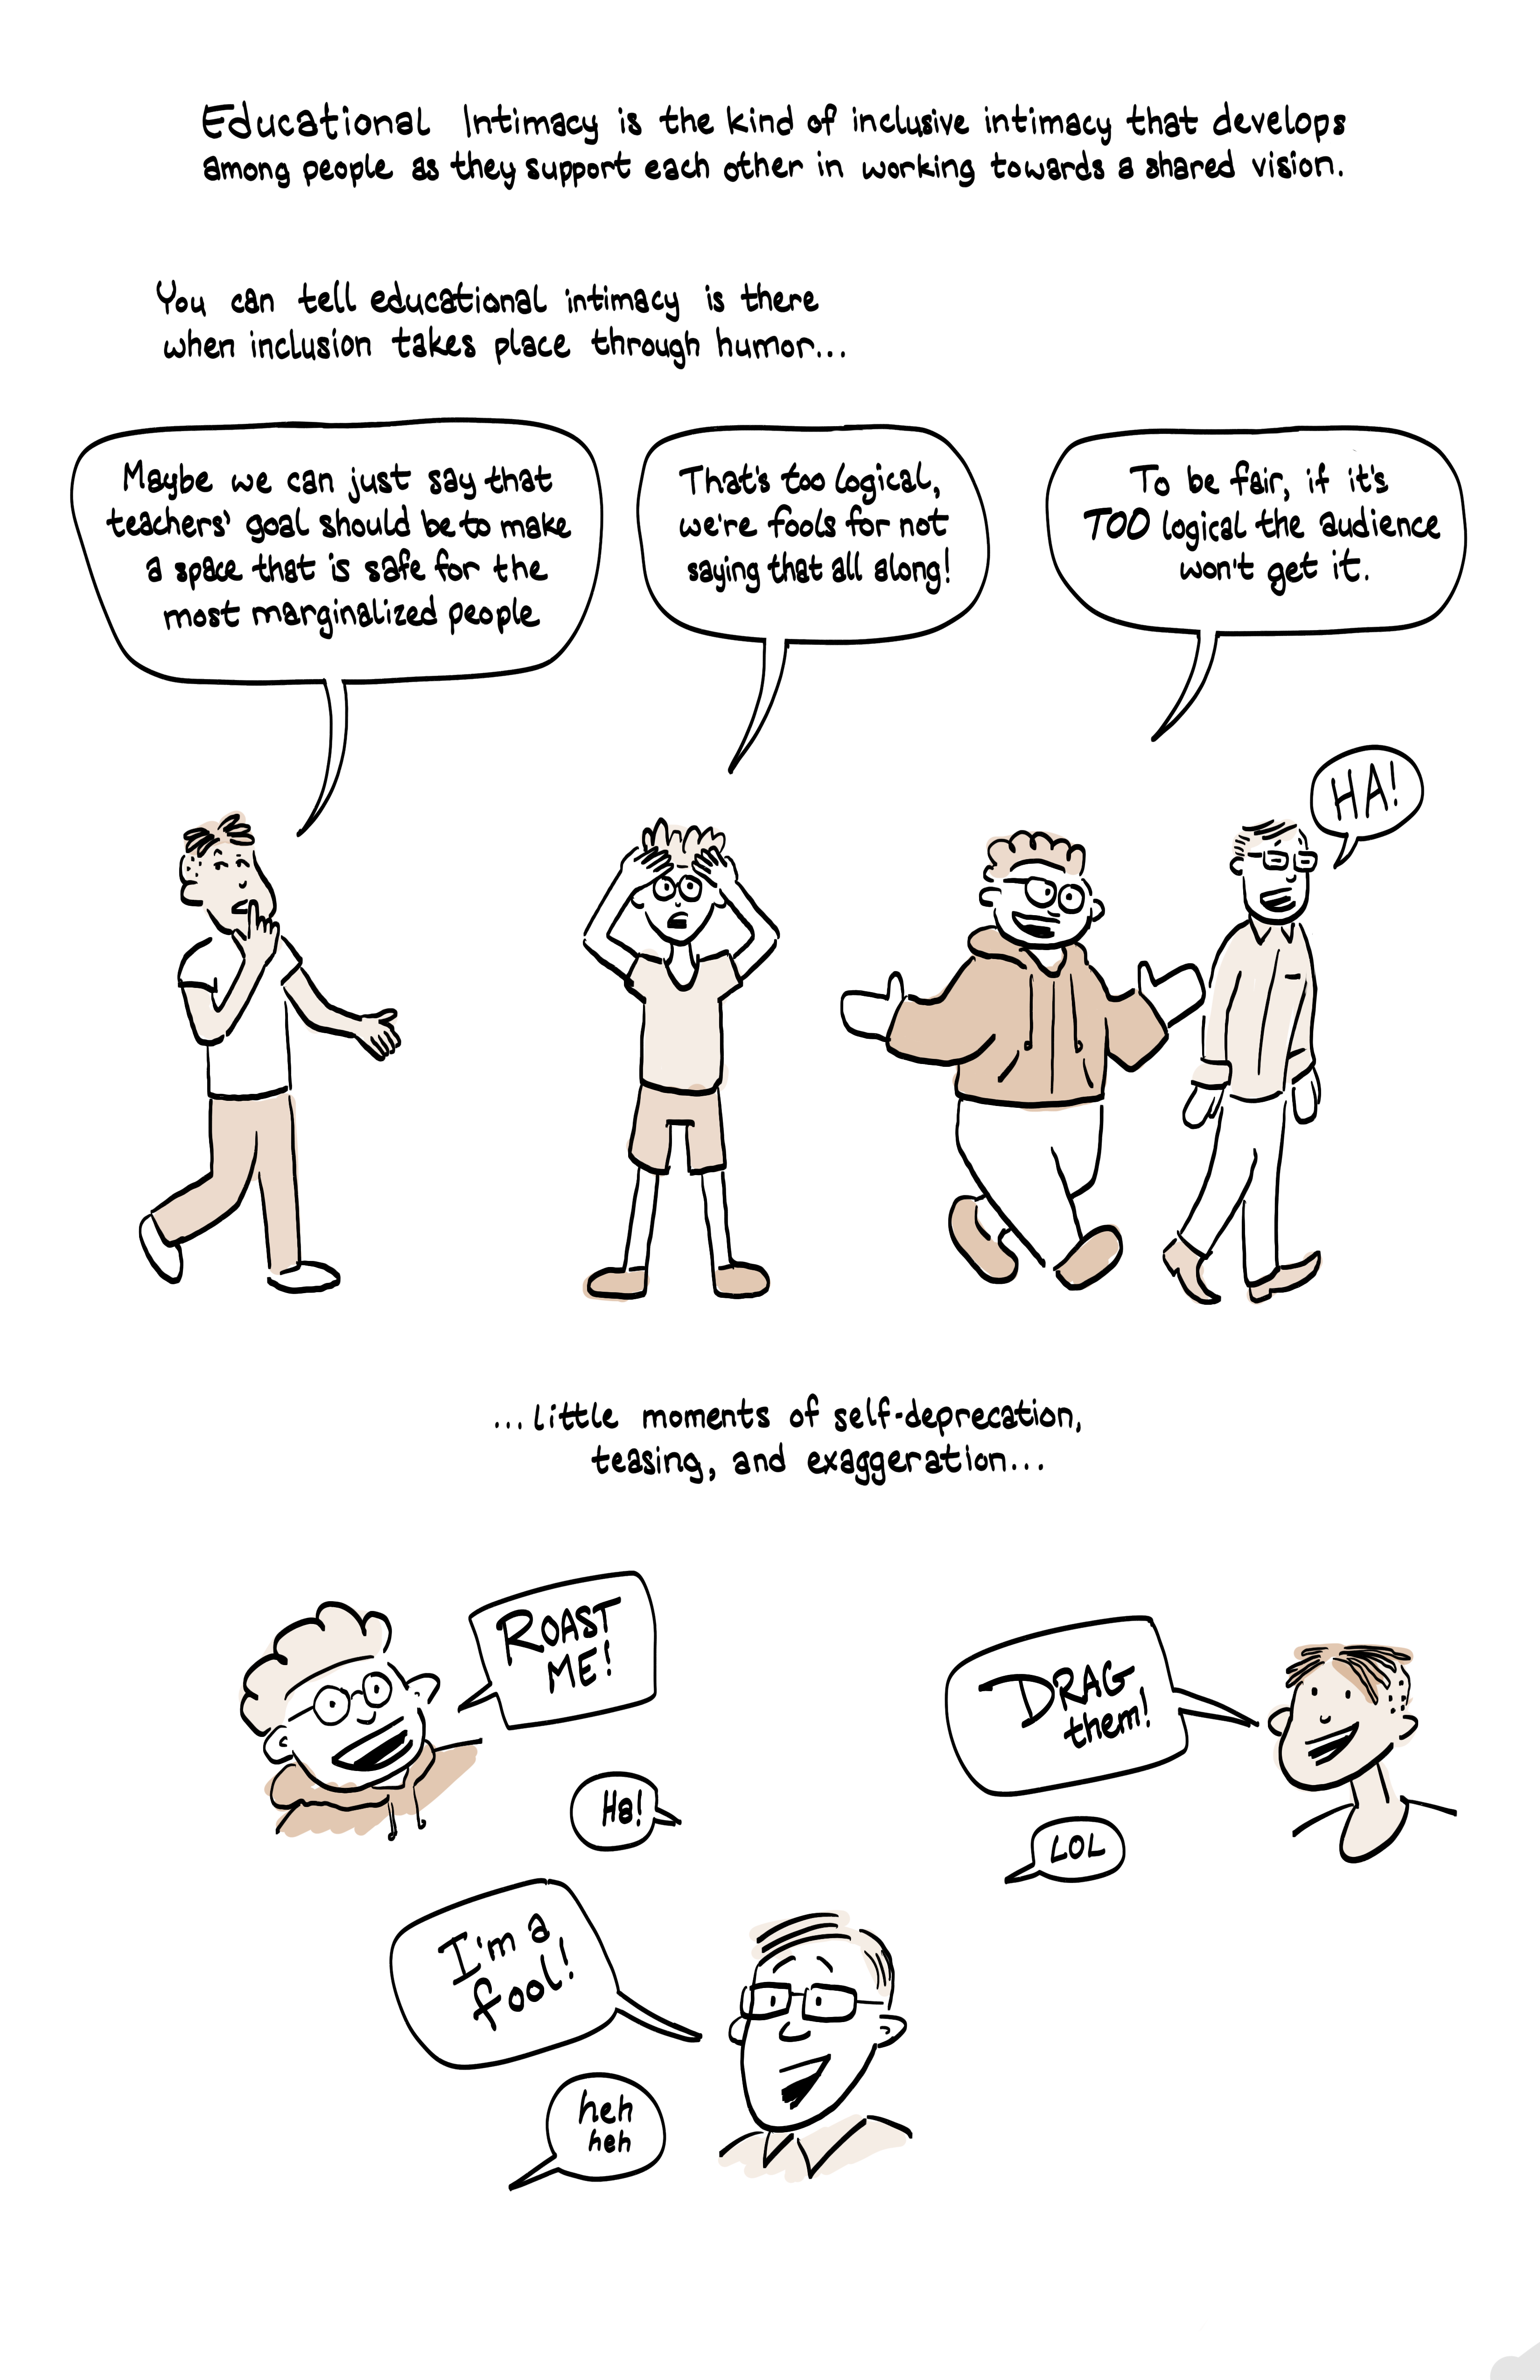 Educational Intimacy is the kind of inclusive intimacy that develops
among people as they support each other in working towards a shared vision.
You can tell educational intimacy is there
when inclusion takes place through humor...
Maybe we can just say that
teachers' goal should be to make
a space that is safe for the
most marginalized people
That's too logical,
we're fools for not
saying that all along!
To be fair, if it's
TOO logical the audience
won't get it.
HA!
...little moments of self-deprecation,
teasing, and exaggeration...
ROAST
ME!
DRAG
them!
Ha!
LOL
I'm a
fool!
heh
heh